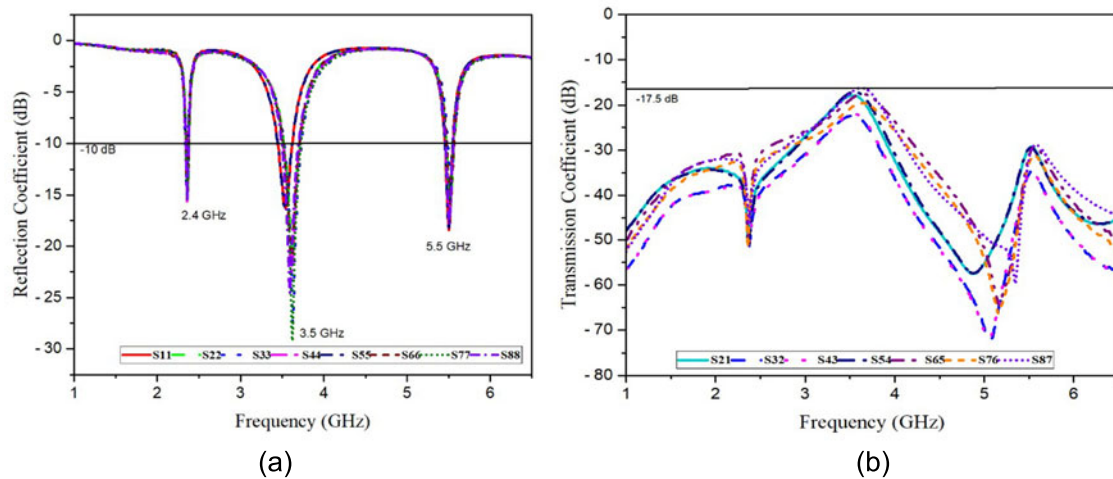 0
- 5
- 10
- 15
- 20
- 25
- 30
Reflection Coefficient (dB)
-10 dB
2.4 GHz
3.5 GHz
5.5 GHz
S11 S22 S33 S44 S55 S66 S77 S88
1 2 3 4 5 6
Frequency (GHz)
(a)
0
- 10
- 20
- 30
- 40
- 50
- 60
- 70
- 80
Transmission Coefficient (dB)
-17.5 dB
S21 S32 S43 S54 S65 S76 S87
1 2 3 4 5 6
Frequency (GHz)
(b)